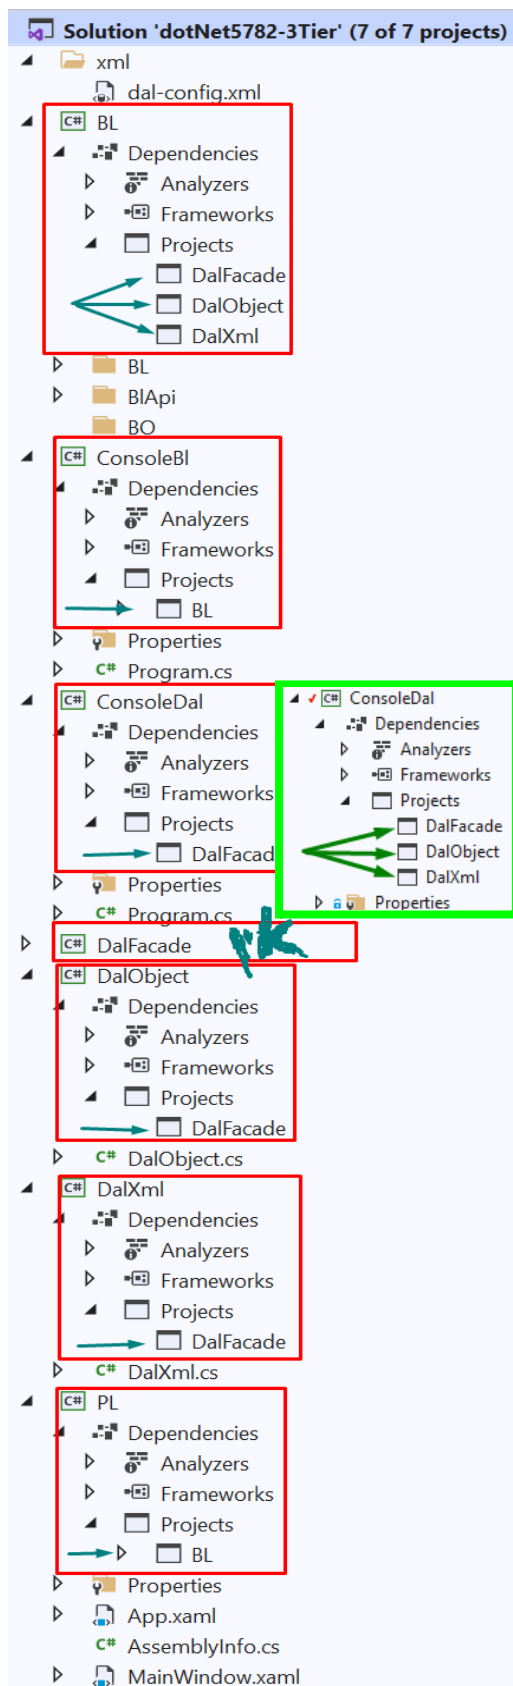 Solution 'dotNet5782-3Tier' (7 of 7 projects)
xml
dal-config.xml
C# BL
Dependencies
Analyzers
Frameworks
Projects
DalFacade
DalObject
DalXml
BL
BlApi
BO
C# ConsoleBl
Dependencies
Analyzers
Frameworks
Projects
BL
Properties
C# Program.cs
C# ConsoleDal
Dependencies
Analyzers
Frameworks
Projects
DalFacad
Properties
C# Program.cs
C# ConsoleDal
Dependencies
Analyzers
Frameworks
Projects
DalFacade
DalObject
DalXml
Properties
C# DalFacade
C# DalObject
Dependencies
Analyzers
Frameworks
Projects
DalFacade
C# DalObject.cs
C# DalXml
Dependencies
Analyzers
Frameworks
Projects
DalFacade
C# DalXml.cs
C# PL
Dependencies
Analyzers
Frameworks
Projects
BL
Properties
App.xaml
C# AssemblyInfo.cs
MainWindow.xaml